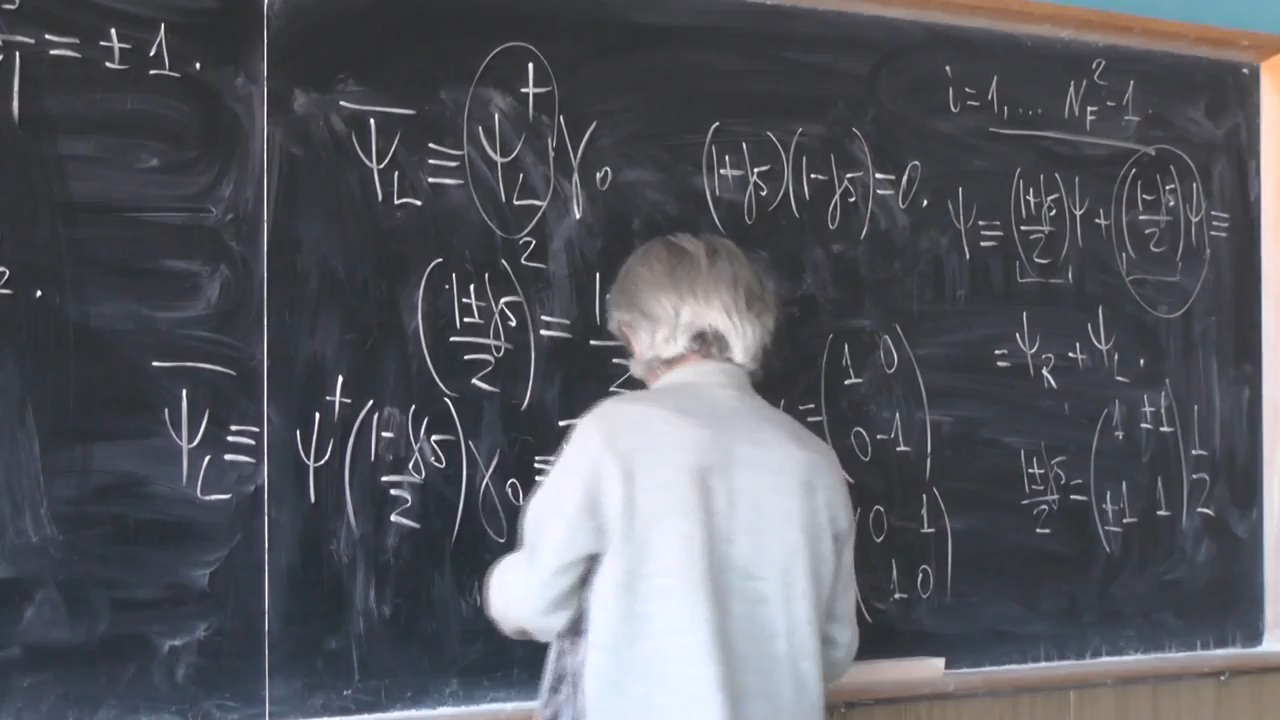 = ± 1.
2.
ψ̅_L ≡ ψ_L^+ γ_0
(1+γ5)(1-γ5)=0.
((1±γ5)/2)^2 = 1
ψ̅_L ≡ ψ^+ ((1-γ5)/2) γ_0 ≡
= (1 0
0 -1)
(0 1
1 0)
i=1,... N_F^2-1.
ψ ≡ ((1+γ5)/2)ψ + ((1-γ5)/2)ψ ≡
= ψ_R + ψ_L.
(1±γ5)/2 = (1 ±1
±1 1) 1/2